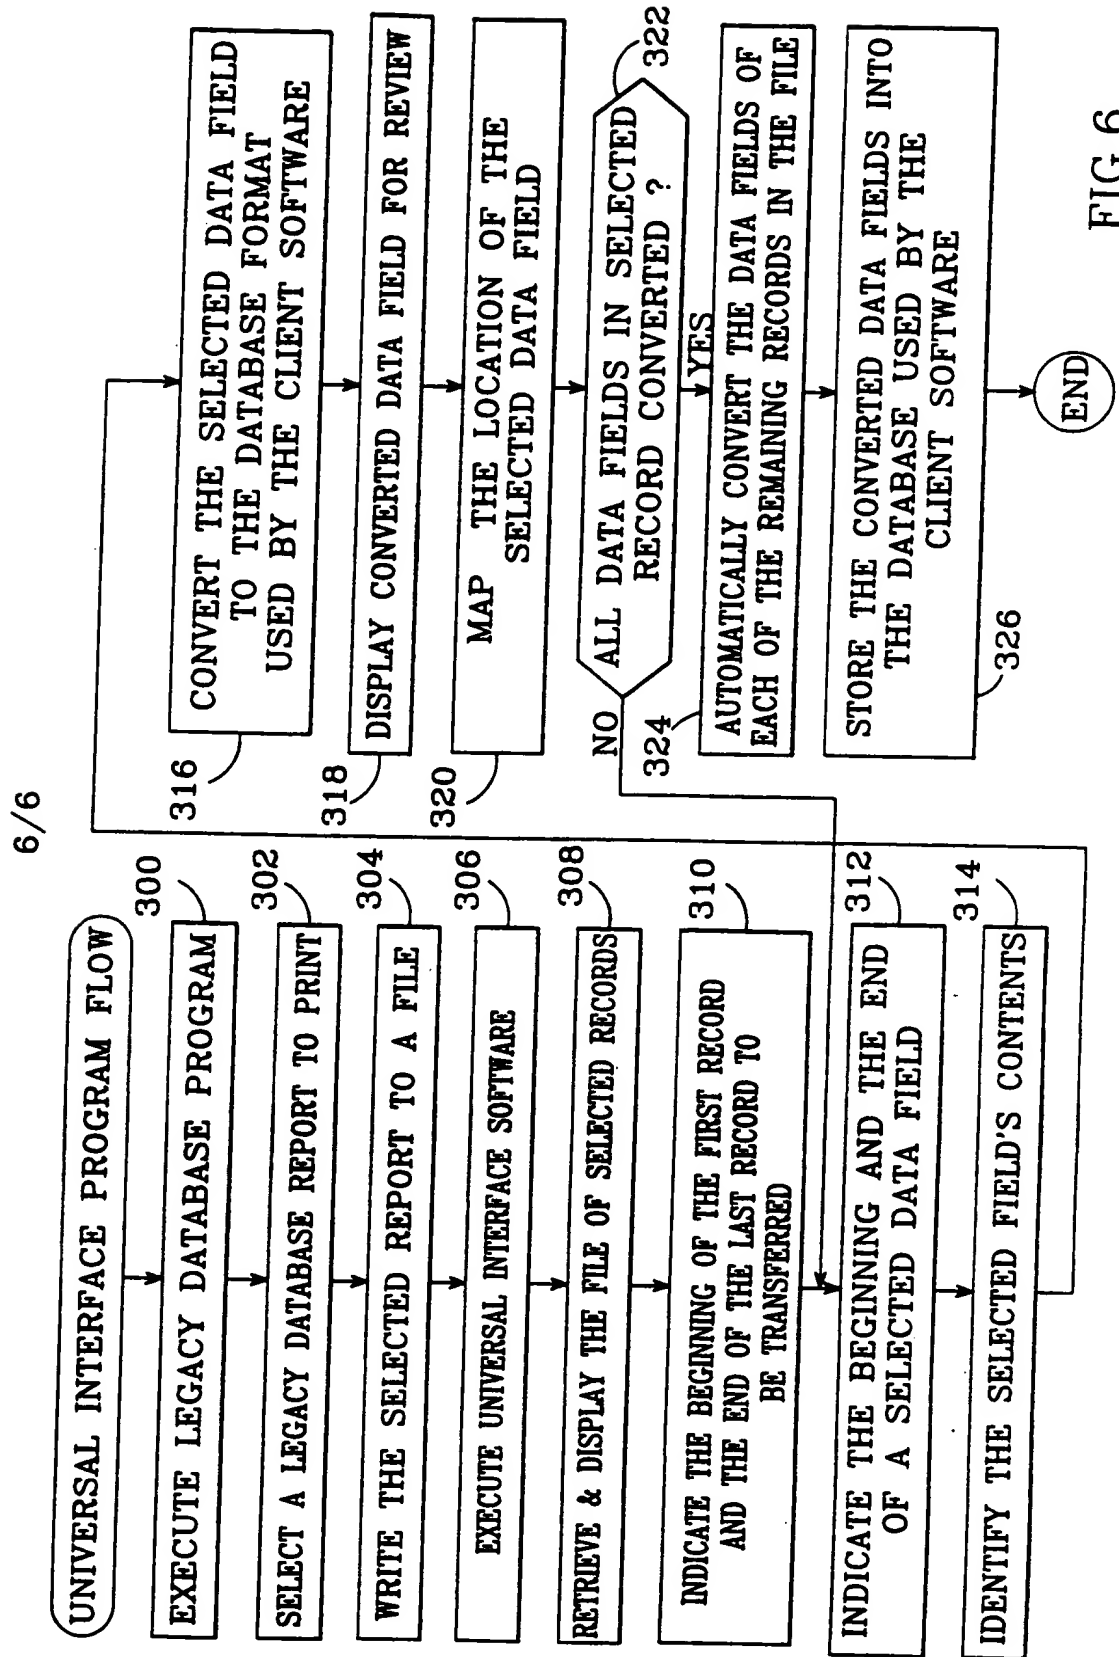 6/6
UNIVERSAL INTERFACE PROGRAM FLOW
300
EXECUTE LEGACY DATABASE PROGRAM
302
SELECT A LEGACY DATABASE REPORT TO PRINT
304
WRITE THE SELECTED REPORT TO A FILE
306
EXECUTE UNIVERSAL INTERFACE SOFTWARE
308
RETRIEVE & DISPLAY THE FILE OF SELECTED RECORDS
310
INDICATE THE BEGINNING OF THE FIRST RECORD
AND THE END OF THE LAST RECORD TO
BE TRANSFERRED
312
INDICATE THE BEGINNING AND THE END
OF A SELECTED DATA FIELD
314
IDENTIFY THE SELECTED FIELD'S CONTENTS
316
CONVERT THE SELECTED DATA FIELD
TO THE DATABASE FORMAT
USED BY THE CLIENT SOFTWARE
318
DISPLAY CONVERTED DATA FIELD FOR REVIEW
320
MAP THE LOCATION OF THE
SELECTED DATA FIELD
322
ALL DATA FIELDS IN SELECTED
RECORD CONVERTED ?
NO
YES
324
AUTOMATICALLY CONVERT THE DATA FIELDS OF
EACH OF THE REMAINING RECORDS IN THE FILE
STORE THE CONVERTED DATA FIELDS INTO
THE DATABASE USED BY THE
CLIENT SOFTWARE
326
END
FIG 6